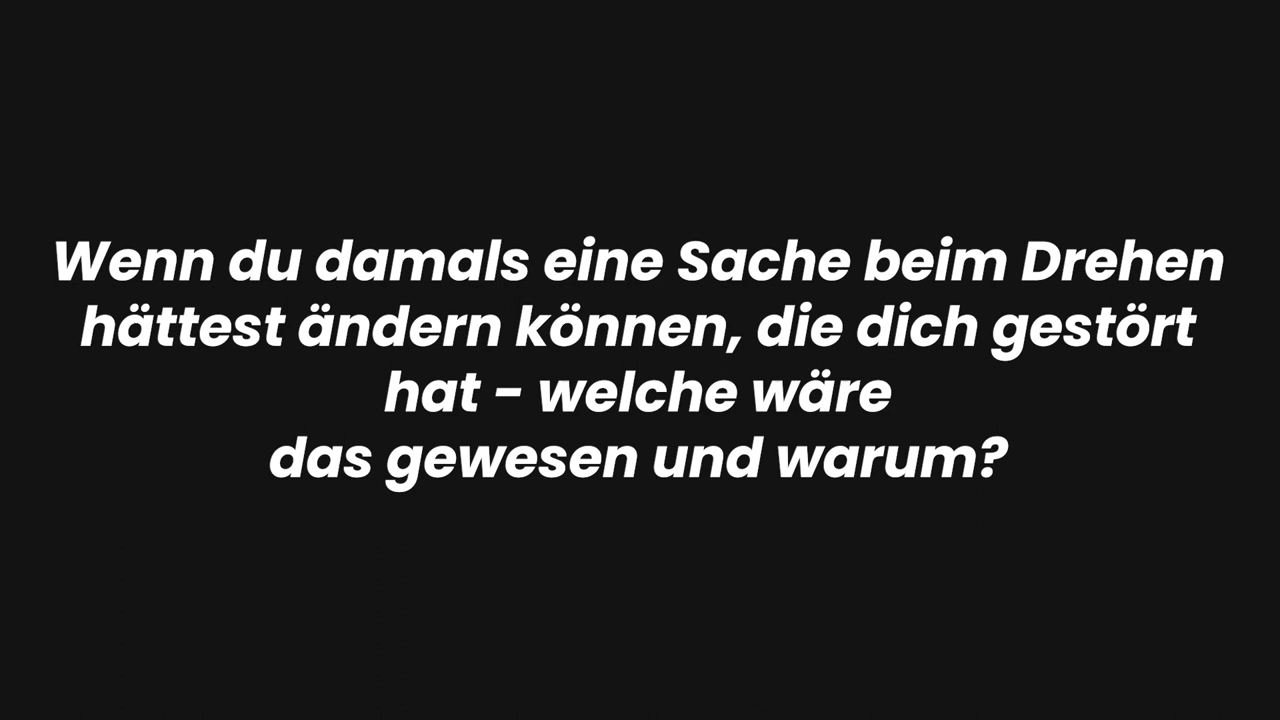 Wenn du damals eine Sache beim Drehen
hättest ändern können, die dich gestört
hat - welche wäre
das gewesen und warum?